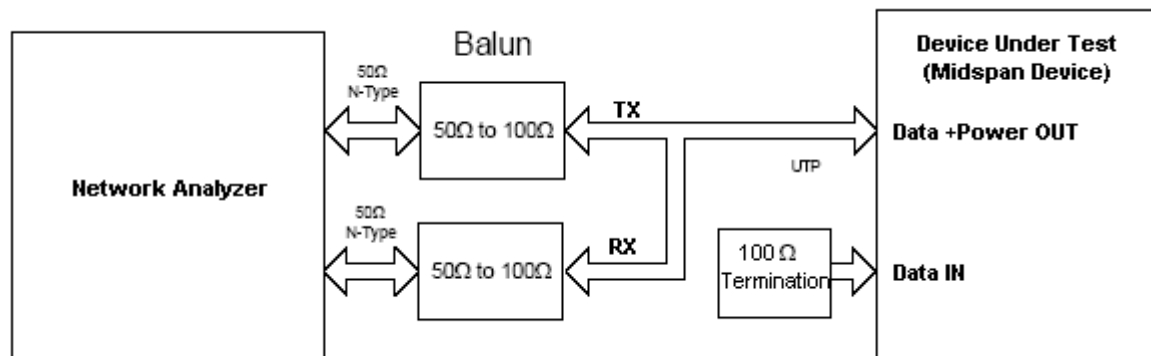 Balun
50Ω
N-Type
50Ω to 100Ω
TX
Device Under Test
(Midspan Device)
Data +Power OUT
UTP
Network Analyzer
50Ω
N-Type
50Ω to 100Ω
RX
100 Ω
Termination
Data IN